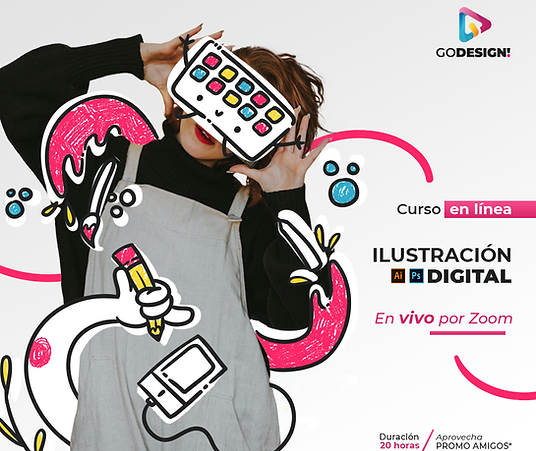 GODESIGN!
Curso en línea
ILUSTRACIÓN
Ai Ps DIGITAL
En vivo por Zoom
Duración
20 horas
Aprovecha
PROMO AMIGOS*